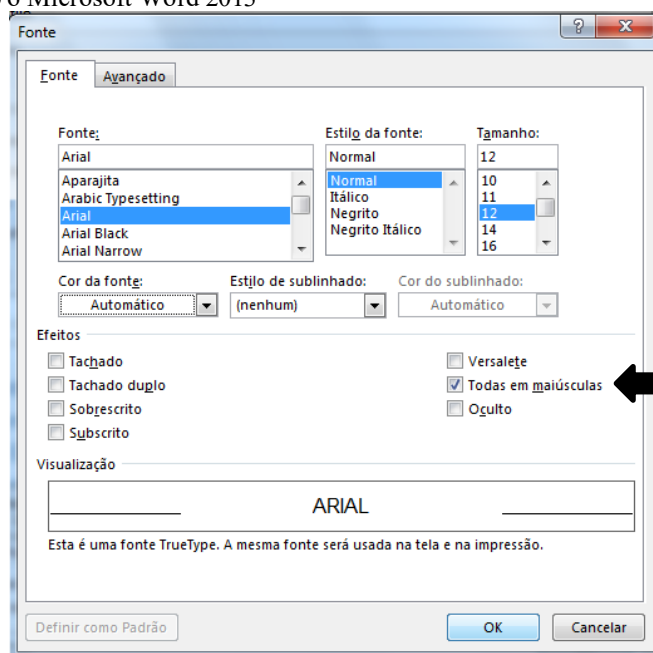 Microsoft Word 2013
Fonte
Fonte Avançado
Fonte: Estilo da fonte: Tamanho:
Arial Normal 12
Aparajita Normal 10
Arabic Typesetting Itálico 11
Arial Negrito 12
Arial Black Negrito Itálico 14
Arial Narrow 16
Cor da fonte: Estilo de sublinhado: Cor do sublinhado:
Automático (nenhum) Automático
Efeitos
Tachado Versalete
Tachado duplo Todas em maiúsculas
Sobrescrito Oculto
Subscrito
Visualização
ARIAL
Esta é uma fonte TrueType. A mesma fonte será usada na tela e na impressão.
Definir como Padrão OK Cancelar